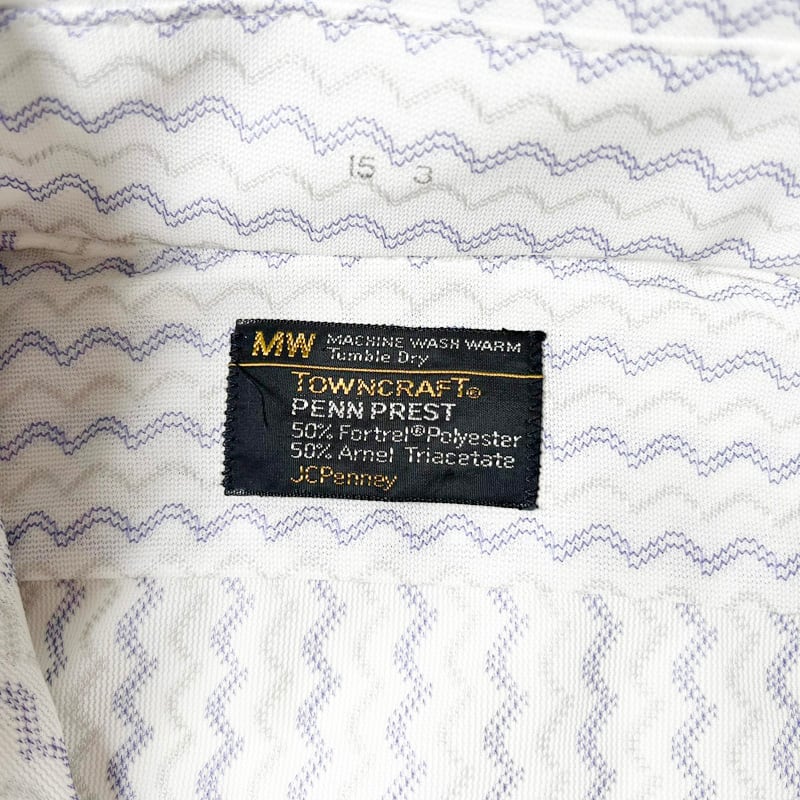 15 3
MW MACHINE WASH WARM
Tumble Dry
TOWNCRAFT®
PENN PREST
50% Fortrel® Polyester
50% Arnel Triacetate
JCPenney